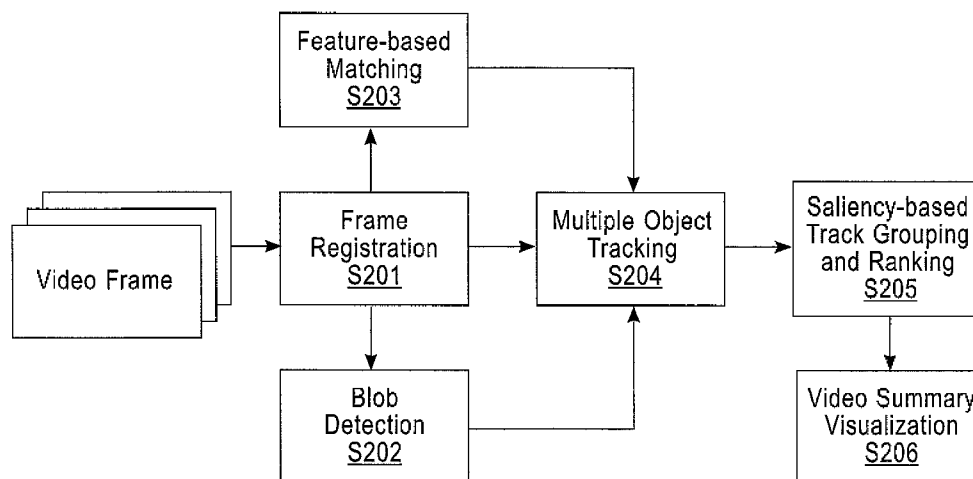 Feature-based
Matching
S203
Video Frame
Frame
Registration
S201
Multiple Object
Tracking
S204
Saliency-based
Track Grouping
and Ranking
S205
Blob
Detection
S202
Video Summary
Visualization
S206